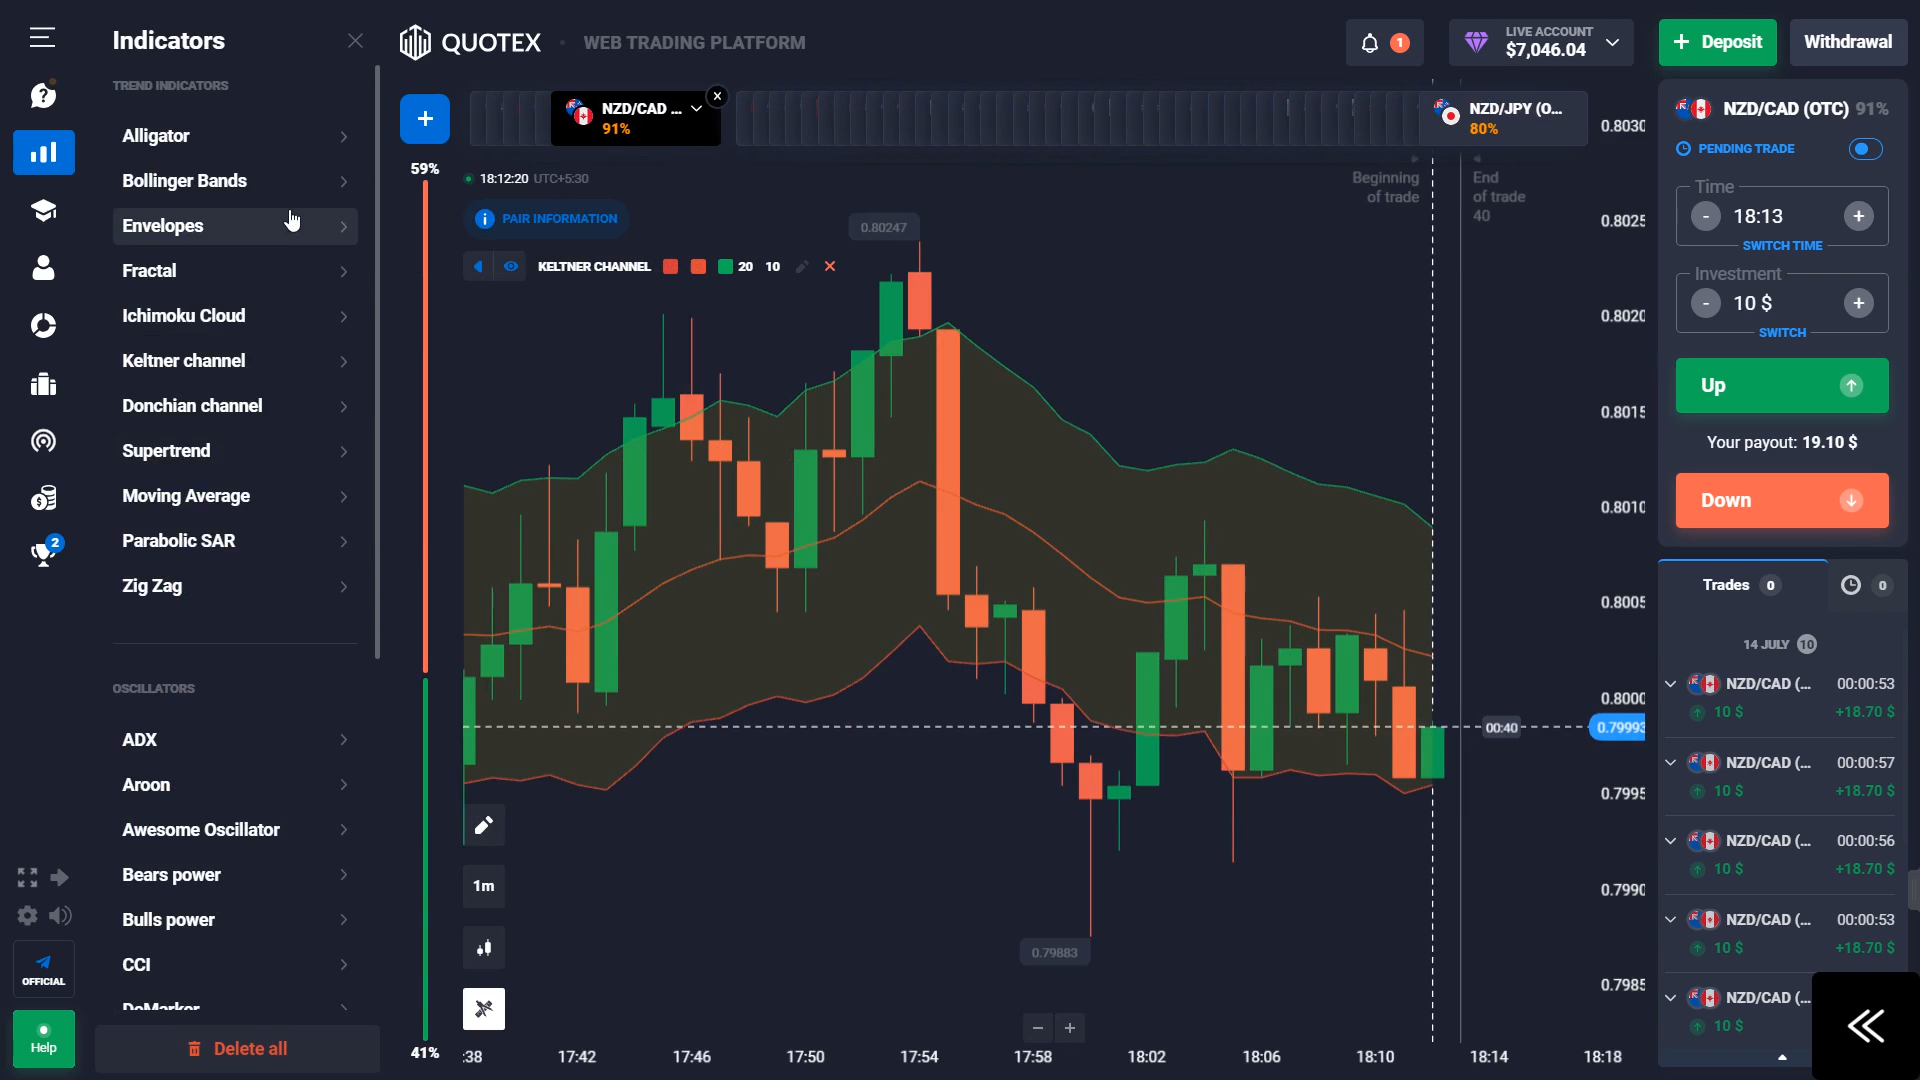 Indicators
QUOTEX
WEB TRADING PLATFORM
1
LIVE ACCOUNT
$7,046.04
+ Deposit
Withdrawal
TREND INDICATORS
Alligator
Bollinger Bands
Envelopes
Fractal
Ichimoku Cloud
Keltner channel
Donchian channel
Supertrend
Moving Average
Parabolic SAR
Zig Zag
OSCILLATORS
ADX
Aroon
Awesome Oscillator
Bears power
Bulls power
CCI
DeMarker
Delete all
2
OFFICIAL
Help
NZD/CAD ...
91%
NZD/JPY (O...
80%
59%
41%
18:12:20 UTC+5:30
PAIR INFORMATION
KELTNER CHANNEL 20 10
0.80247
0.79883
Beginning
of trade
End
of trade
40
00:40
0.79993
0.8030
0.8025
0.8020
0.8015
0.8010
0.8005
0.8000
0.7995
0.7990
0.7985
1m
:38
17:42
17:46
17:50
17:54
17:58
18:02
18:06
18:10
18:14
18:18
NZD/CAD (OTC) 91%
PENDING TRADE
Time
- 18:13 +
SWITCH TIME
Investment
- 10 $ +
SWITCH
Up
Your payout: 19.10 $
Down
Trades 0
0
14 JULY 10
NZD/CAD (... 00:00:53
10 $ +18.70 $
NZD/CAD (... 00:00:57
10 $ +18.70 $
NZD/CAD (... 00:00:56
10 $ +18.70 $
NZD/CAD (... 00:00:53
10 $ +18.70 $
NZD/CAD (...
10 $